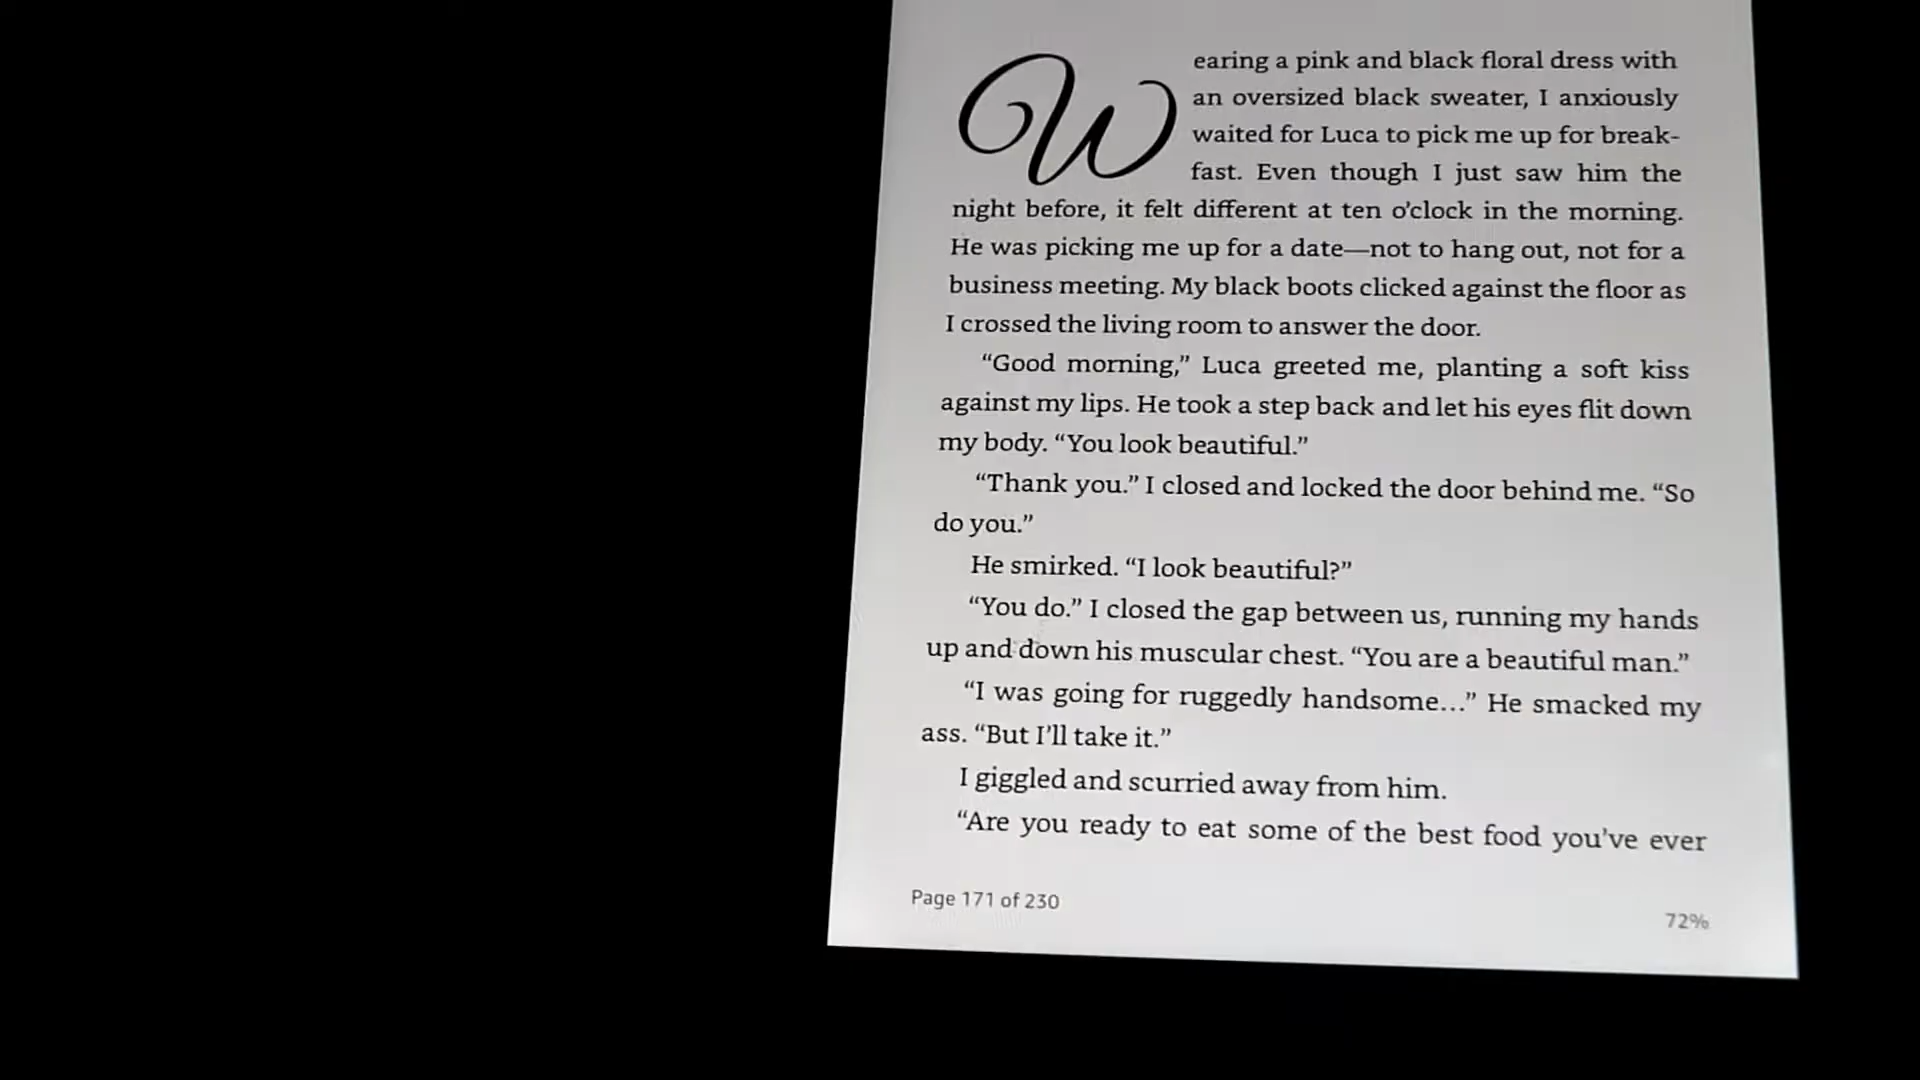 Wearing a pink and black floral dress with
an oversized black sweater, I anxiously
waited for Luca to pick me up for break-
fast. Even though I just saw him the
night before, it felt different at ten o’clock in the morning.
He was picking me up for a date—not to hang out, not for a
business meeting. My black boots clicked against the floor as
I crossed the living room to answer the door.
“Good morning,” Luca greeted me, planting a soft kiss
against my lips. He took a step back and let his eyes flit down
my body. “You look beautiful.”
“Thank you.” I closed and locked the door behind me. “So
do you.”
He smirked. “I look beautiful?”
“You do.” I closed the gap between us, running my hands
up and down his muscular chest. “You are a beautiful man.”
“I was going for ruggedly handsome…” He smacked my
ass. “But I’ll take it.”
I giggled and scurried away from him.
“Are you ready to eat some of the best food you’ve ever
Page 171 of 230
72%